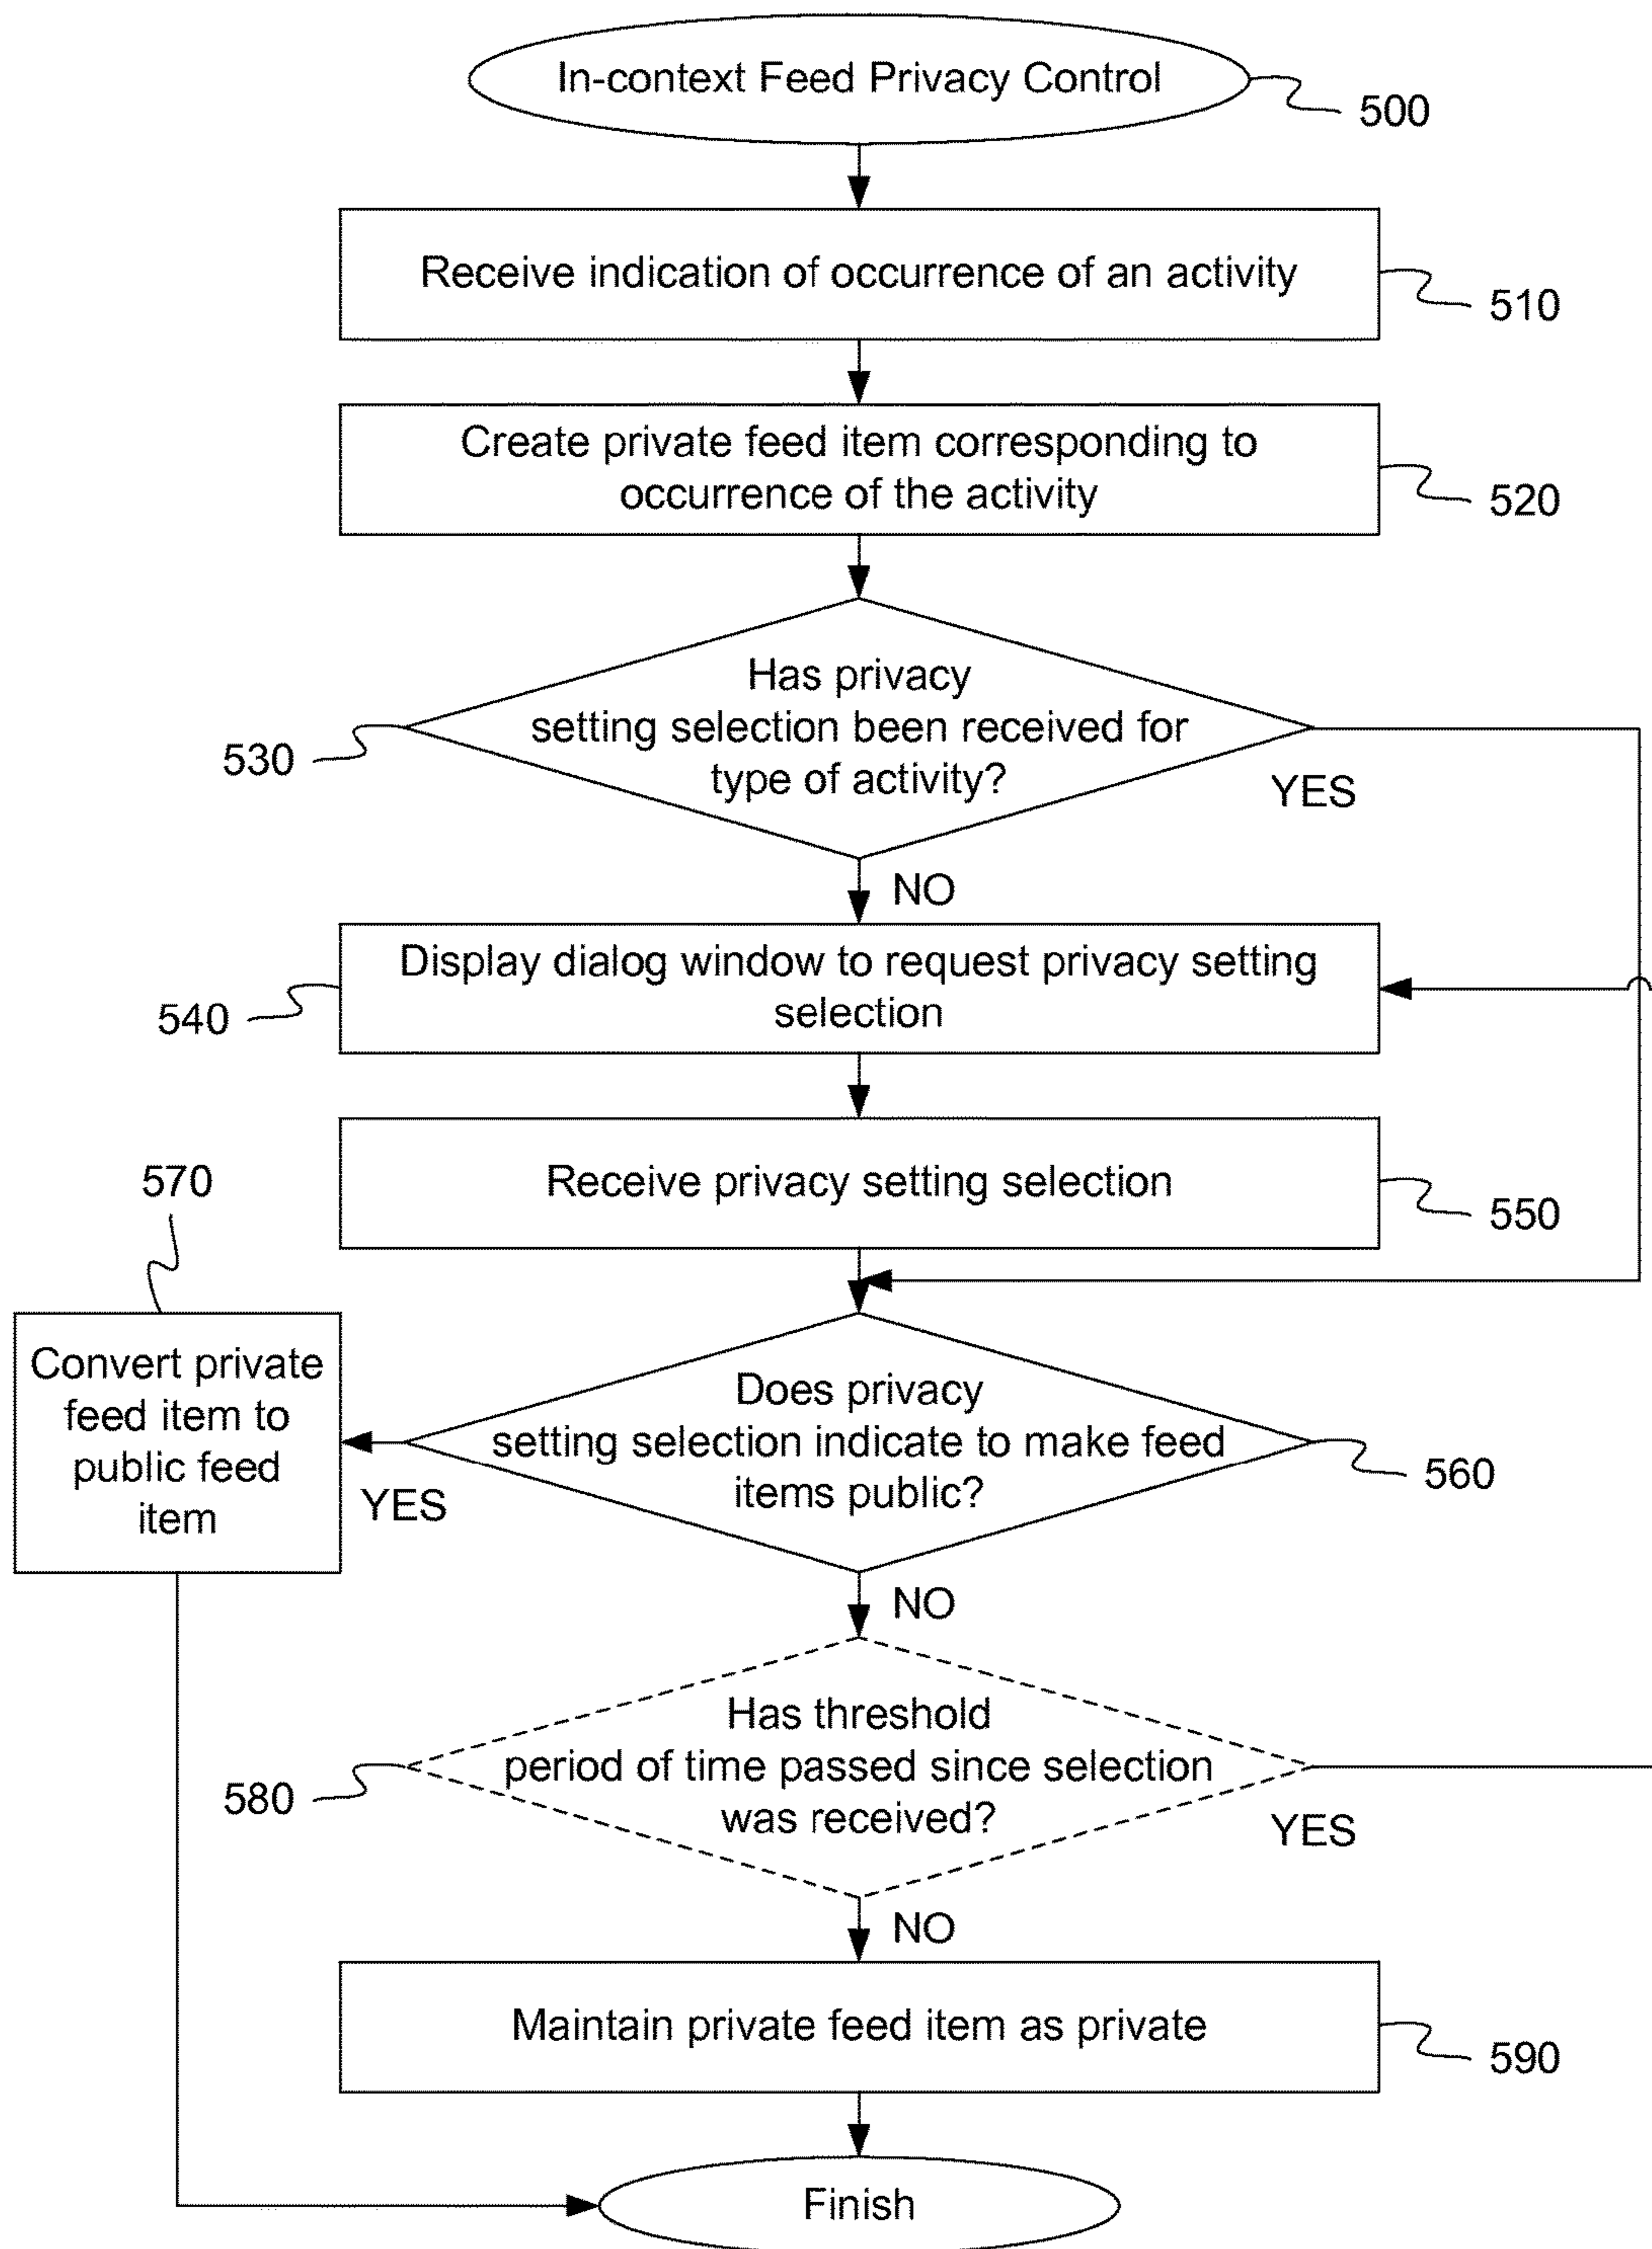 In-context Feed Privacy Control
500
Receive indication of occurrence of an activity
510
Create private feed item corresponding to
occurrence of the activity
520
Has privacy
setting selection been received for
type of activity?
530
YES
NO
Display dialog window to request privacy setting
selection
540
Receive privacy setting selection
550
570
Convert private
feed item to
public feed
item
Does privacy
setting selection indicate to make feed
items public?
560
YES
NO
Has threshold
period of time passed since selection
was received?
580
YES
NO
Maintain private feed item as private
590
Finish